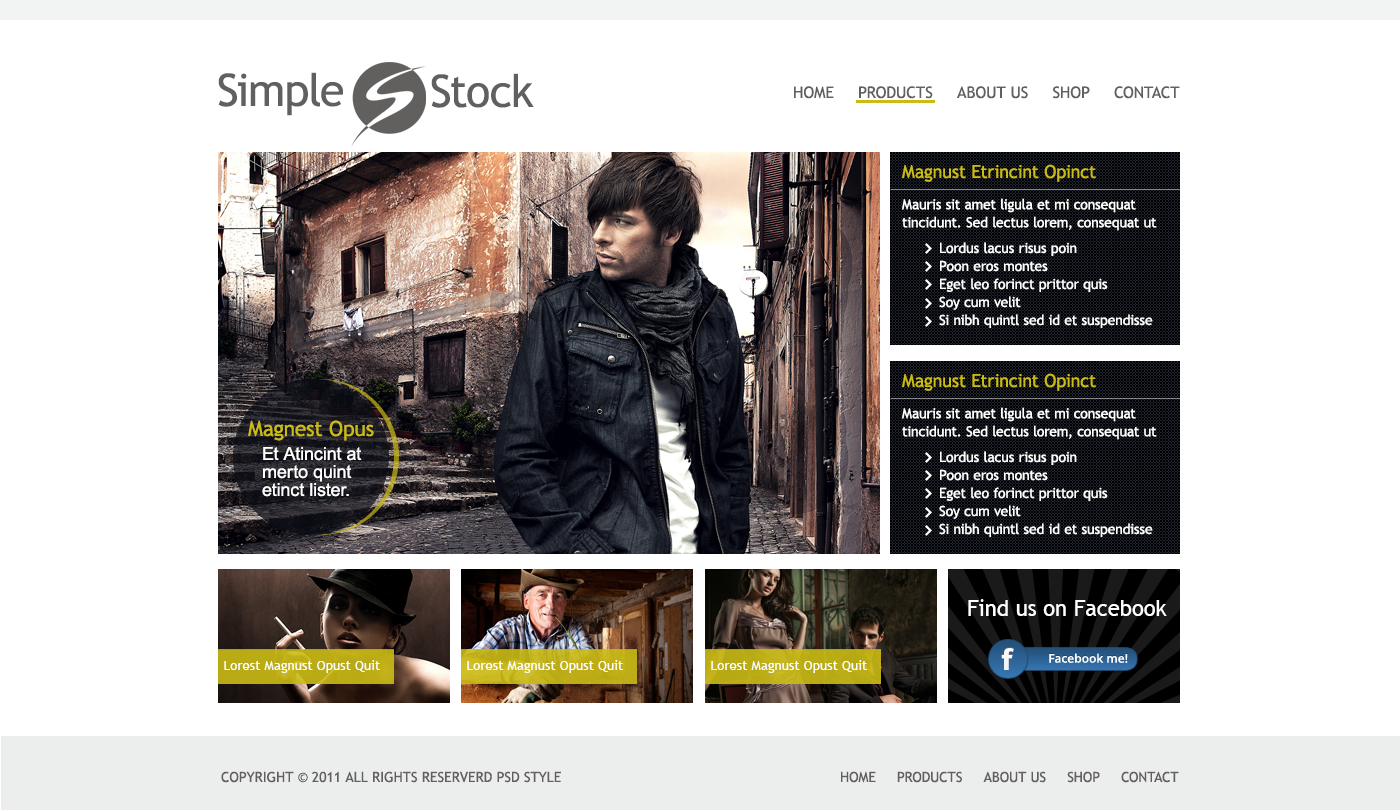 Simple Stock
HOME PRODUCTS ABOUT US SHOP CONTACT
Magnest Opus
Et Atincint at
merto quint
etinct lister.
Magnust Etrincint Opinct
Mauris sit amet ligula et mi consequat
tincidunt. Sed lectus lorem, consequat ut
Lordus lacus risus poin
Poon eros montes
Eget leo forinct prittor quis
Soy cum velit
Si nibh quintl sed id et suspendisse
Magnust Etrincint Opinct
Mauris sit amet ligula et mi consequat
tincidunt. Sed lectus lorem, consequat ut
Lordus lacus risus poin
Poon eros montes
Eget leo forinct prittor quis
Soy cum velit
Si nibh quintl sed id et suspendisse
Lorest Magnust Opust Quit
Lorest Magnust Opust Quit
Lorest Magnust Opust Quit
Find us on Facebook
f Facebook me!
COPYRIGHT © 2011 ALL RIGHTS RESERVERD PSD STYLE
HOME PRODUCTS ABOUT US SHOP CONTACT